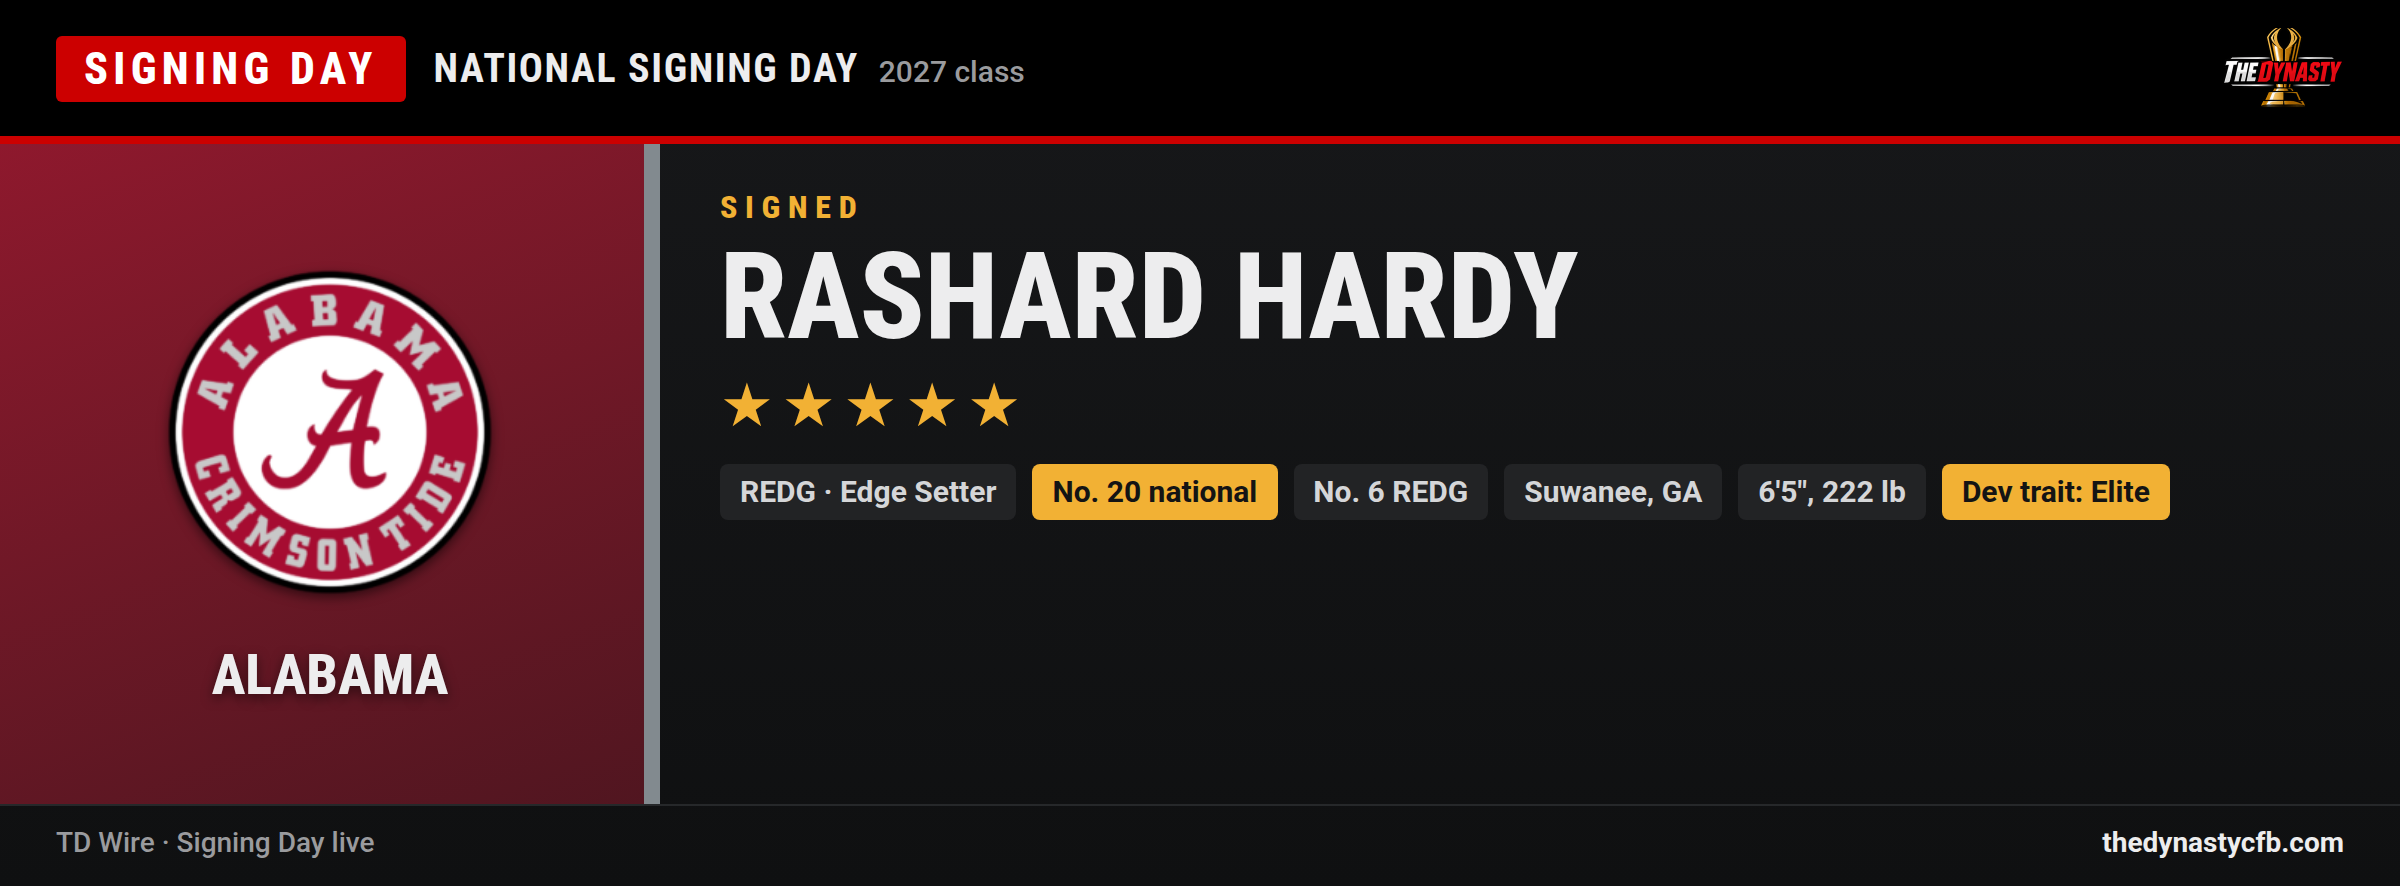 SIGNING DAY NATIONAL SIGNING DAY 2027 class
THE DYNASTY
ALABAMA
CRIMSON TIDE
A
ALABAMA
SIGNED
RASHARD HARDY
★★★★★
REDG · Edge Setter No. 20 national No. 6 REDG Suwanee, GA 6'5", 222 lb Dev trait: Elite
TD Wire · Signing Day live
thedynastycfb.com